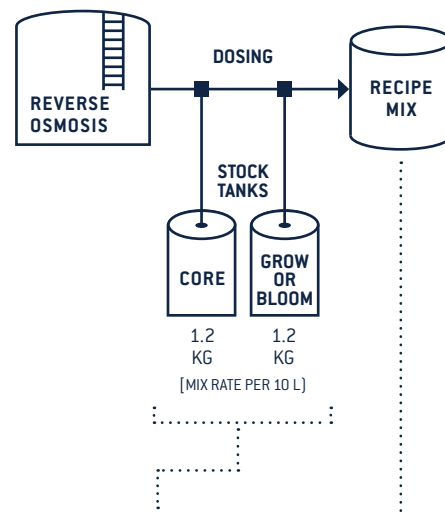 DOSING
REVERSE
OSMOSIS
RECIPE
MIX
STOCK
TANKS
CORE
GROW
OR
BLOOM
1.2
KG
1.2
KG
[MIX RATE PER 10 L]